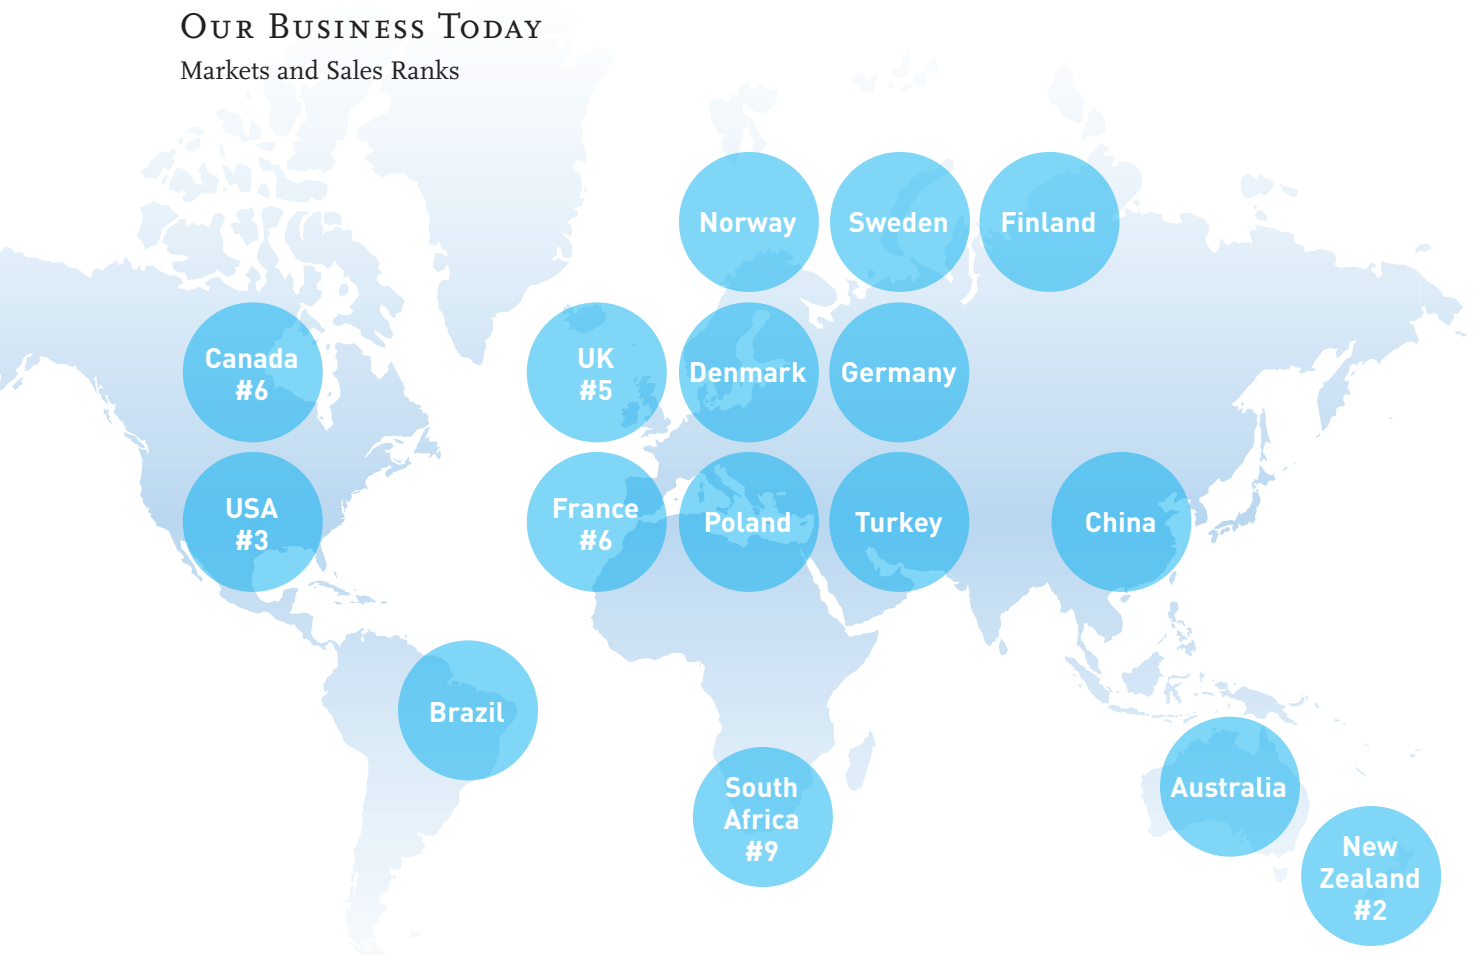 Our Business Today
Markets and Sales Ranks
Norway
Sweden
Finland
Canada
#6
UK
#5
Denmark
Germany
USA
#3
France
#6
Poland
Turkey
China
Brazil
South
Africa
#9
Australia
New
Zealand
#2